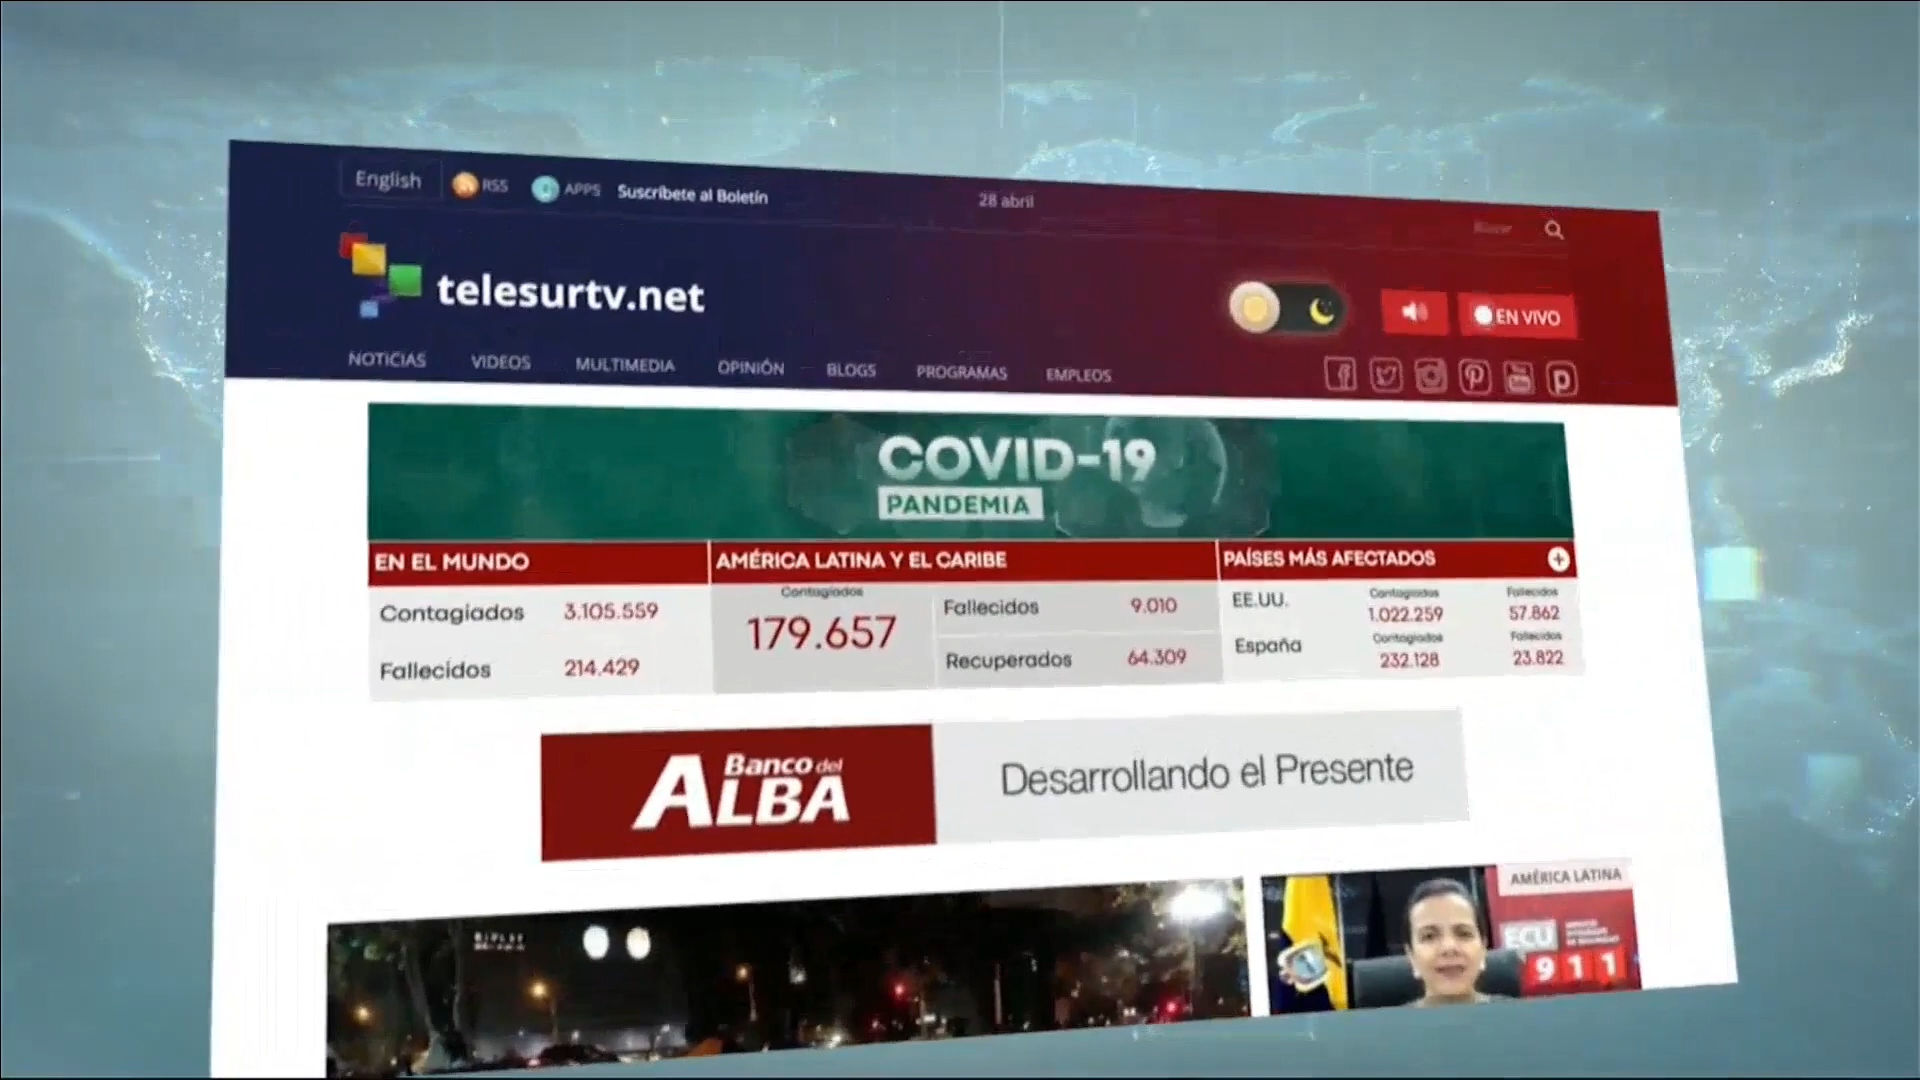 English RSS APPS Suscríbete al Boletín 28 abril
telesurtv.net
EN VIVO
NOTICIAS VIDEOS MULTIMEDIA OPINIÓN BLOGS PROGRAMAS EMPLEOS
COVID-19
PANDEMIA
EN EL MUNDO AMÉRICA LATINA Y EL CARIBE PAÍSES MÁS AFECTADOS
Contagiados 3.105.559
Fallecidos 214.429
Contagiados
179.657
Fallecidos 9.010
Recuperados 64.309
Contagiados Fallecidos
EE.UU. 1.022.259 57.862
Contagiados Fallecidos
España 232.128 23.822
Banco del
ALBA
Desarrollando el Presente
AMÉRICA LATINA
ECU
911